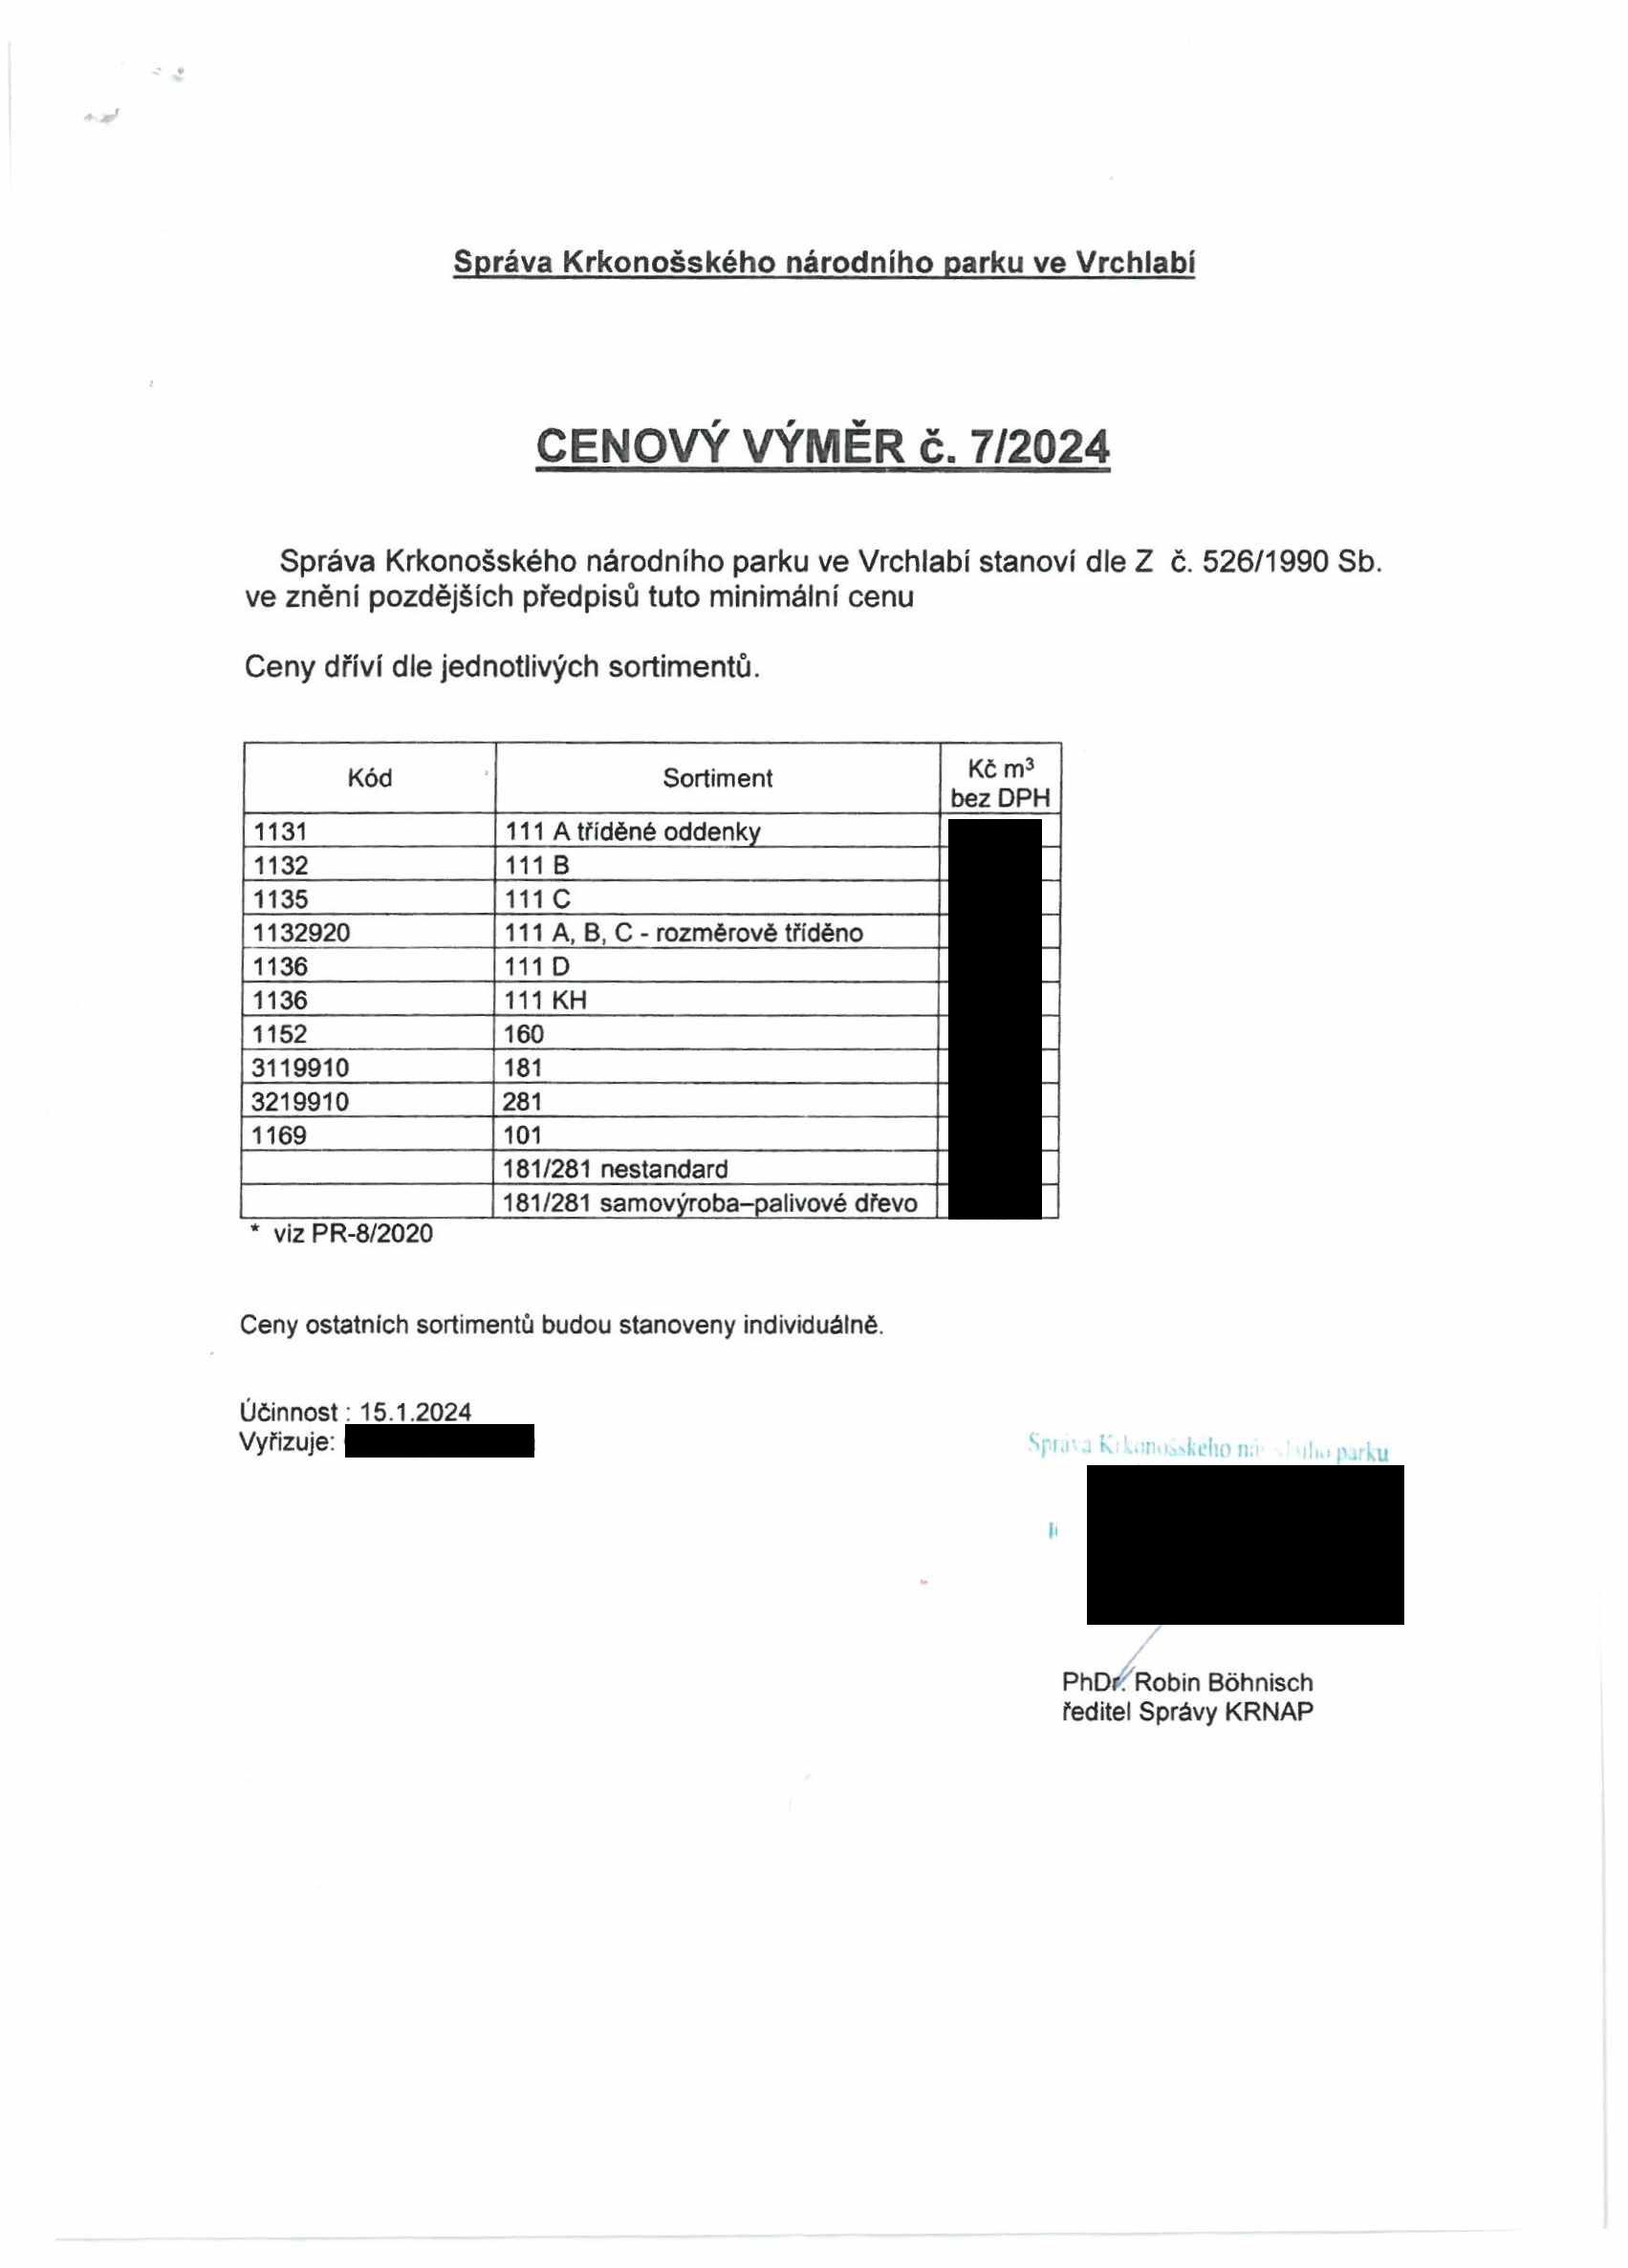 Správa Krkonošského národního parku ve Vrchlabí
CENOVÝ VÝMĚR č. 7/2024
Správa Krkonošského národního parku ve Vrchlabí stanoví dle Z č. 526/1990 Sb.
ve znění pozdějších předpisů tuto minimální cenu
Ceny dříví dle jednotlivých sortimentů.
Kód Sortiment Kč m³
bez DPH
1131 111 A tříděné oddenky
1132 111 B
1135 111 C
1132920 111 A, B, C - rozměrově tříděno
1136 111 D
1136 111 KH
1152 160
3119910 181
3219910 281
1169 101
181/281 nestandard
181/281 samovýroba–palivové dřevo
* viz PR-8/2020
Ceny ostatních sortimentů budou stanoveny individuálně.
Účinnost : 15.1.2024
Vyřizuje:
Správa Krkonošského národního parku
PhDr. Robin Böhnisch
ředitel Správy KRNAP